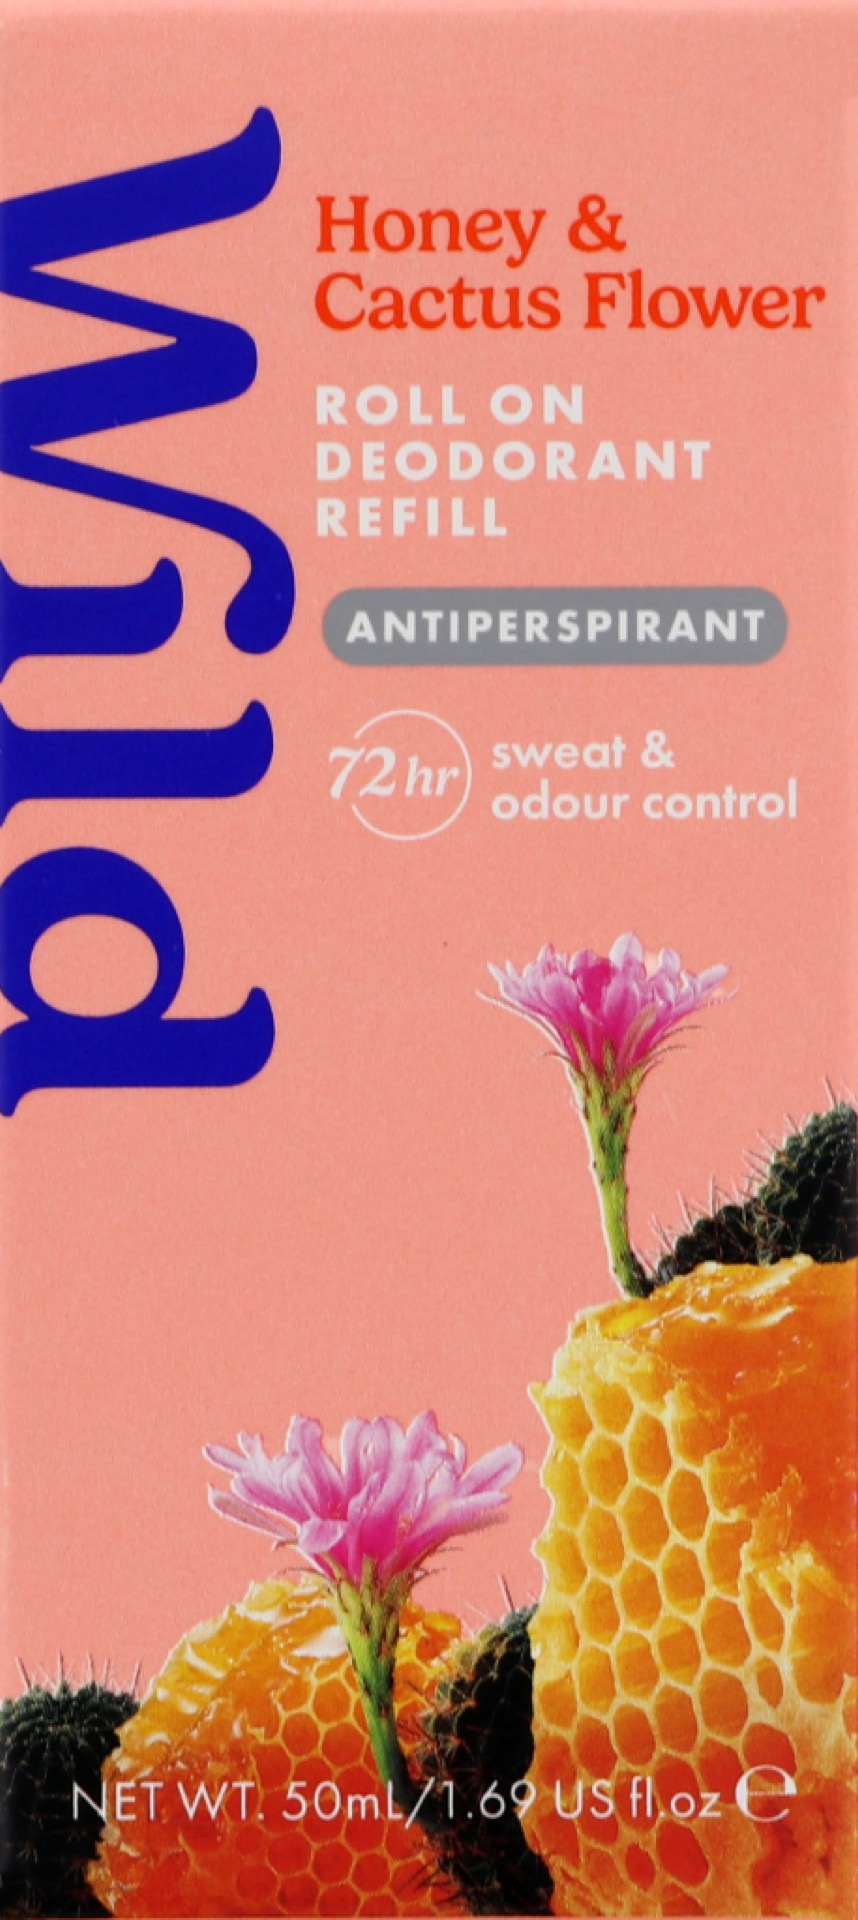 Wild
Honey &
Cactus Flower
ROLL ON
DEODORANT
REFILL
ANTIPERSPIRANT
72hr
sweat &
odour control
NET WT. 50mL/1.69 US fl.oz ℮